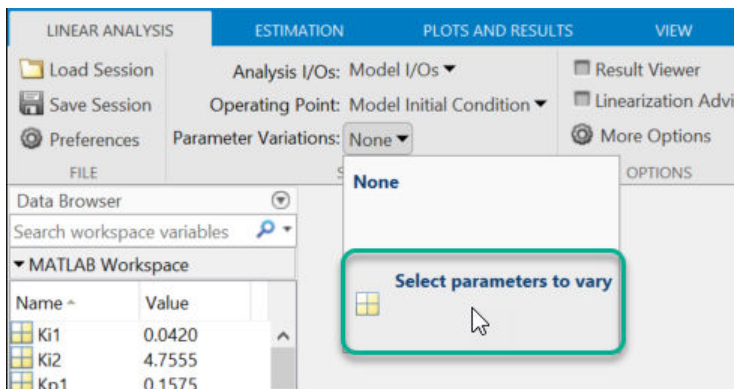 LINEAR ANALYSIS ESTIMATION PLOTS AND RESULTS VIEW
Load Session Analysis I/Os: Model I/Os Result Viewer
Save Session Operating Point: Model Initial Condition Linearization Advi
Preferences Parameter Variations: None More Options
FILE S OPTIONS
None
Select parameters to vary
Data Browser
Search workspace variables
MATLAB Workspace
Name Value
Ki1 0.0420
Ki2 4.7555
Kp1 0.1575